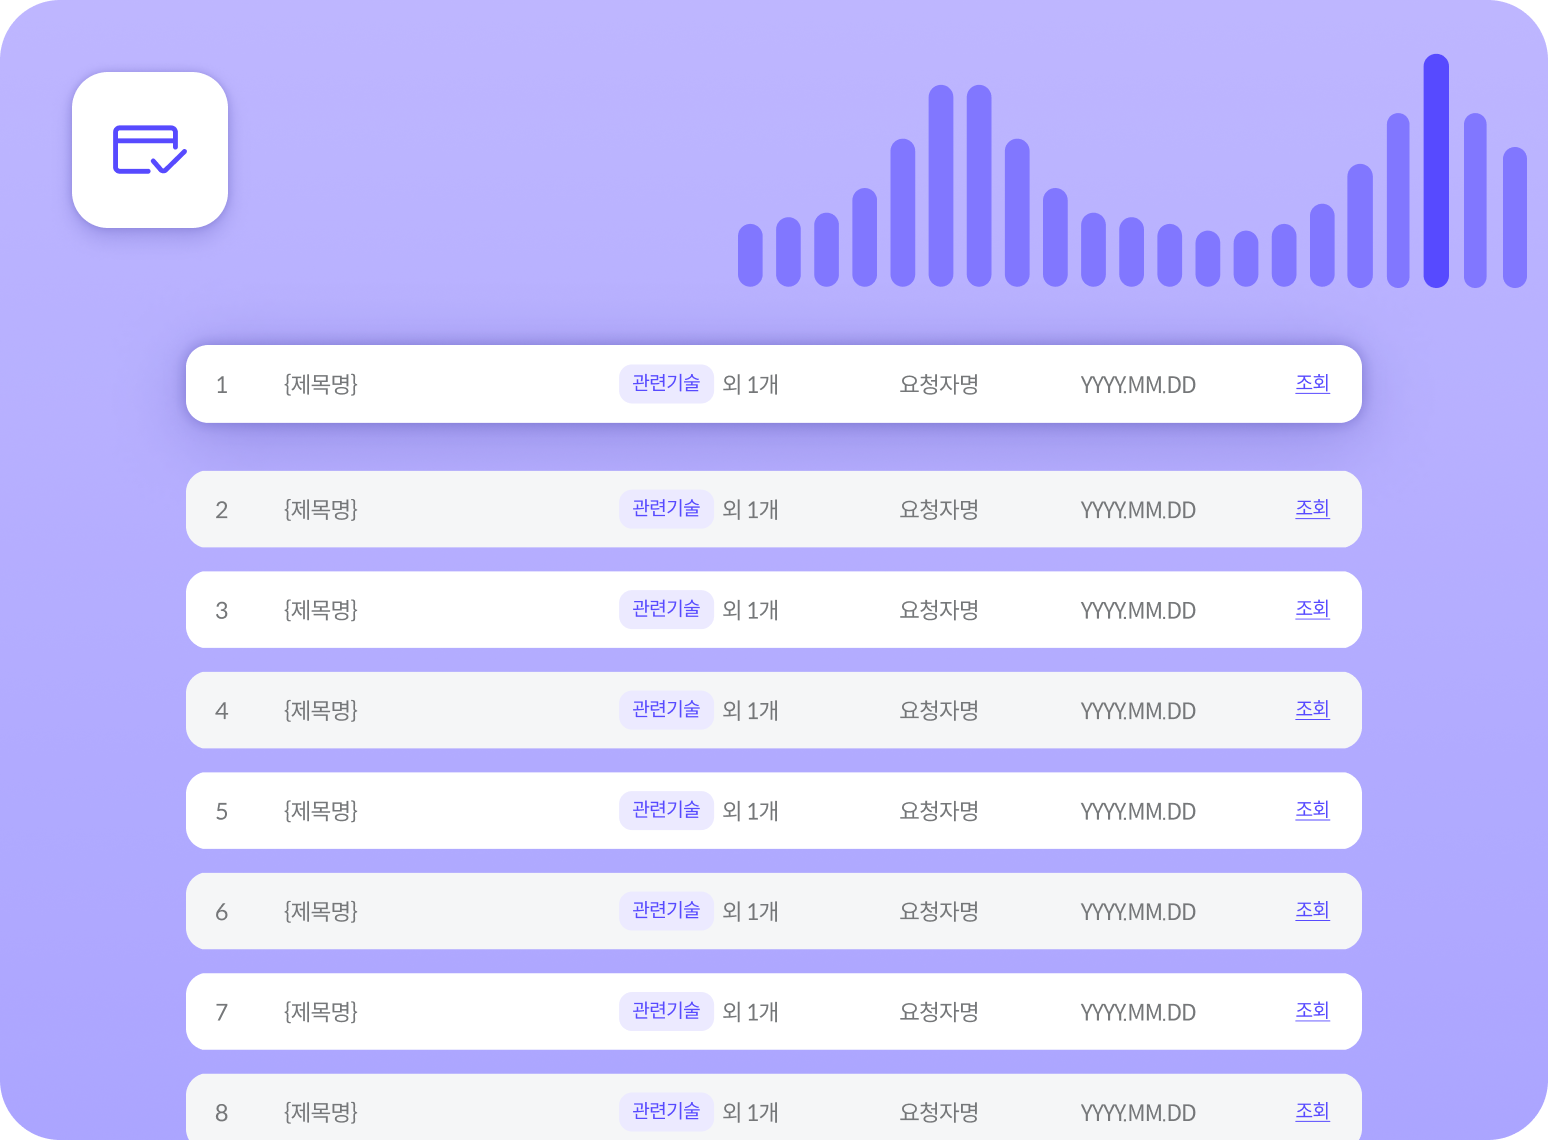 1 {제목명} 관련기술 외 1개 요청자명 YYYY.MM.DD 조회
2 {제목명} 관련기술 외 1개 요청자명 YYYY.MM.DD 조회
3 {제목명} 관련기술 외 1개 요청자명 YYYY.MM.DD 조회
4 {제목명} 관련기술 외 1개 요청자명 YYYY.MM.DD 조회
5 {제목명} 관련기술 외 1개 요청자명 YYYY.MM.DD 조회
6 {제목명} 관련기술 외 1개 요청자명 YYYY.MM.DD 조회
7 {제목명} 관련기술 외 1개 요청자명 YYYY.MM.DD 조회
8 {제목명} 관련기술 외 1개 요청자명 YYYY.MM.DD 조회